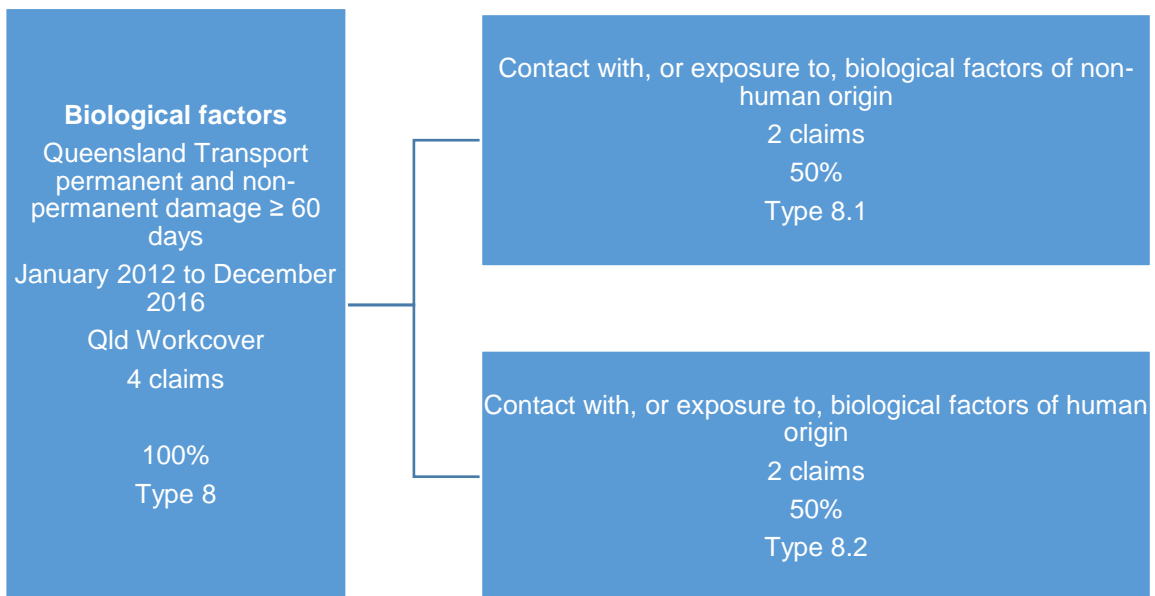 Biological factors
Queensland Transport
permanent and non-
permanent damage ≥ 60
days
January 2012 to December
2016
Qld Workcover
4 claims
100%
Type 8
Contact with, or exposure to, biological factors of non-
human origin
2 claims
50%
Type 8.1
Contact with, or exposure to, biological factors of human
origin
2 claims
50%
Type 8.2